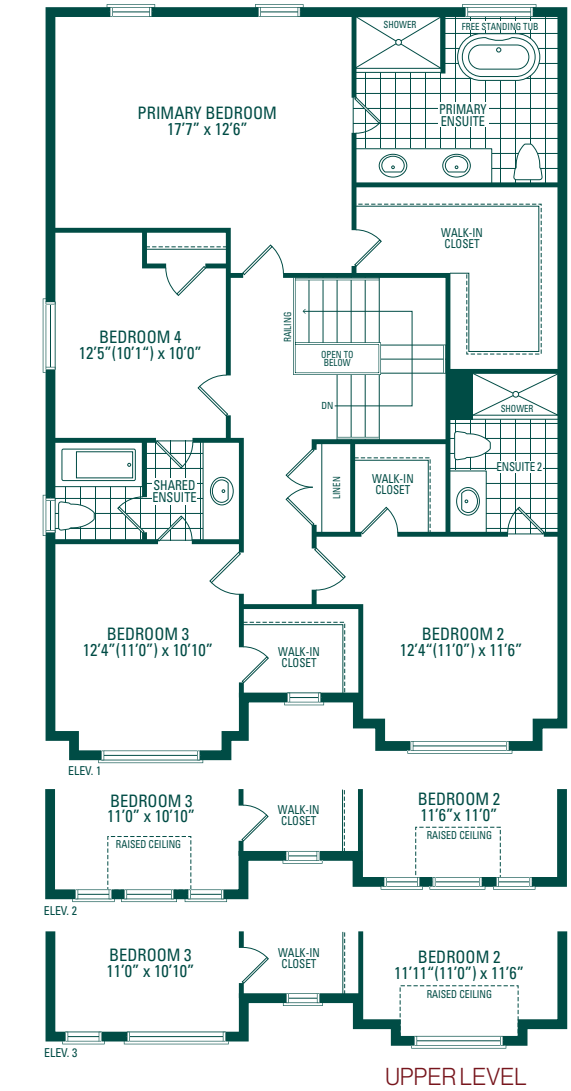 SHOWER
FREE STANDING TUB
PRIMARY BEDROOM
17'7" x 12'6"
PRIMARY
ENSUITE
WALK-IN
CLOSET
BEDROOM 4
12'5"(10'1") x 10'0"
RAILING
OPEN TO
BELOW
DN
SHOWER
SHARED
ENSUITE
LINEN
WALK-IN
CLOSET
ENSUITE 2
BEDROOM 3
12'4"(11'0") x 10'10"
WALK-IN
CLOSET
BEDROOM 2
12'4"(11'0") x 11'6"
ELEV. 1
BEDROOM 3
11'0" x 10'10"
RAISED CEILING
WALK-IN
CLOSET
BEDROOM 2
11'6"x 11'0"
RAISED CEILING
ELEV. 2
BEDROOM 3
11'0" x 10'10"
WALK-IN
CLOSET
BEDROOM 2
11'11"(11'0") x 11'6"
RAISED CEILING
ELEV. 3
UPPER LEVEL